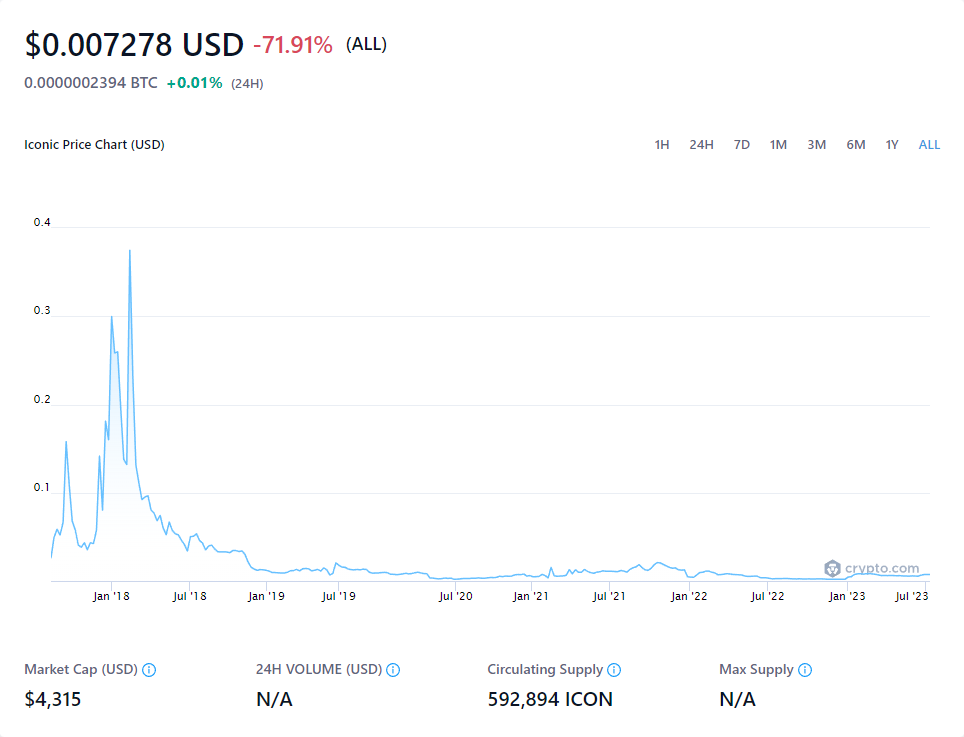 $0.007278 USD -71.91% (ALL)
0.0000002394 BTC +0.01% (24H)
Iconic Price Chart (USD) 1H 24H 7D 1M 3M 6M 1Y ALL
0.4
0.3
0.2
0.1
crypto.com
Jan '18 Jul '18 Jan '19 Jul '19 Jul '20 Jan '21 Jul '21 Jan '22 Jul '22 Jan '23 Jul '23
Market Cap (USD) 24H VOLUME (USD) Circulating Supply Max Supply
$4,315 N/A 592,894 ICON N/A